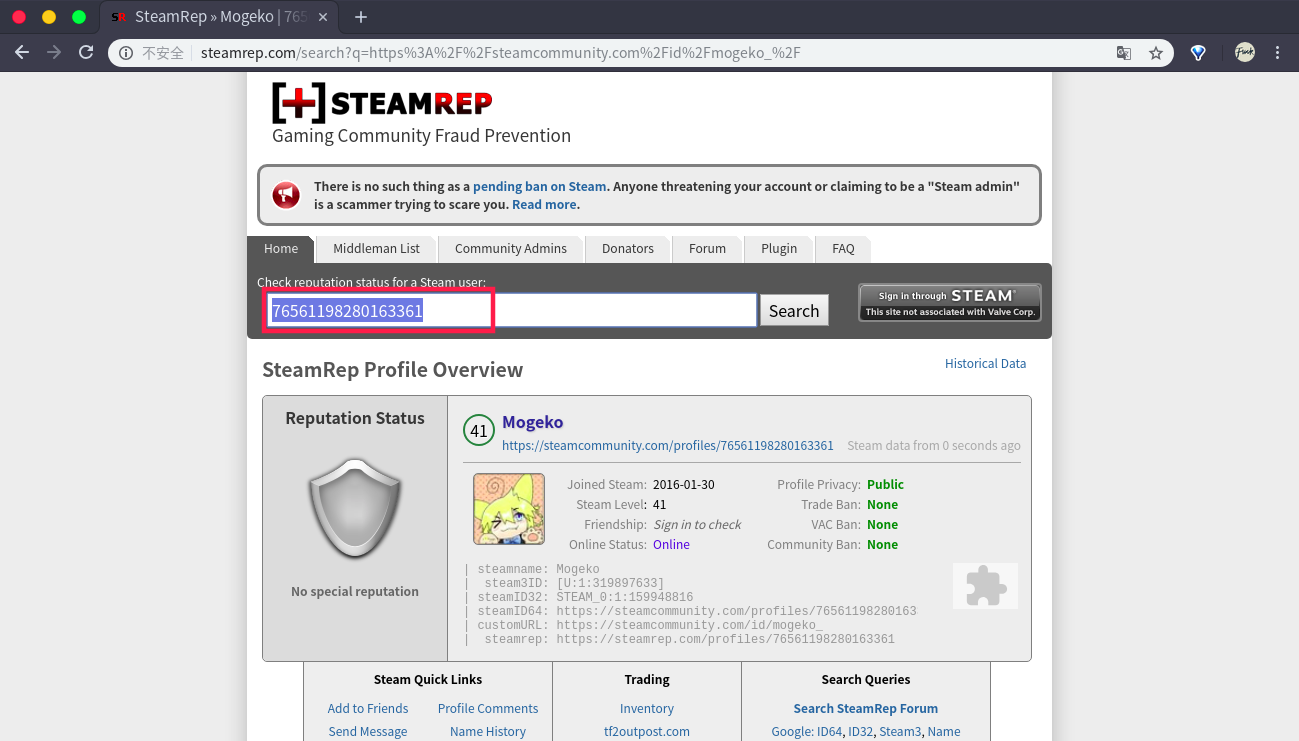 SR SteamRep » Mogeko | 765
不安全 steamrep.com/search?q=https%3A%2F%2Fsteamcommunity.com%2Fid%2Fmogeko_%2F
Funk
[+] STEAMREP
Gaming Community Fraud Prevention
There is no such thing as a pending ban on Steam. Anyone threatening your account or claiming to be a "Steam admin"
is a scammer trying to scare you. Read more.
Home Middleman List Community Admins Donators Forum Plugin FAQ
Check reputation status for a Steam user:
76561198280163361 Search
Sign in through STEAM®
This site not associated with Valve Corp.
SteamRep Profile Overview Historical Data
Reputation Status
No special reputation
41 Mogeko
https://steamcommunity.com/profiles/76561198280163361 Steam data from 0 seconds ago
Joined Steam: 2016-01-30 Profile Privacy: Public
Steam Level: 41 Trade Ban: None
Friendship: Sign in to check VAC Ban: None
Online Status: Online Community Ban: None
| steamname: Mogeko
| steam3ID: [U:1:319897633]
| steamID32: STEAM_0:1:159948816
| steamID64: https://steamcommunity.com/profiles/76561198280163
| customURL: https://steamcommunity.com/id/mogeko_
| steamrep: https://steamrep.com/profiles/76561198280163361
Steam Quick Links Trading Search Queries
Add to Friends Profile Comments Inventory Search SteamRep Forum
Send Message Name History tf2outpost.com Google: ID64, ID32, Steam3, Name